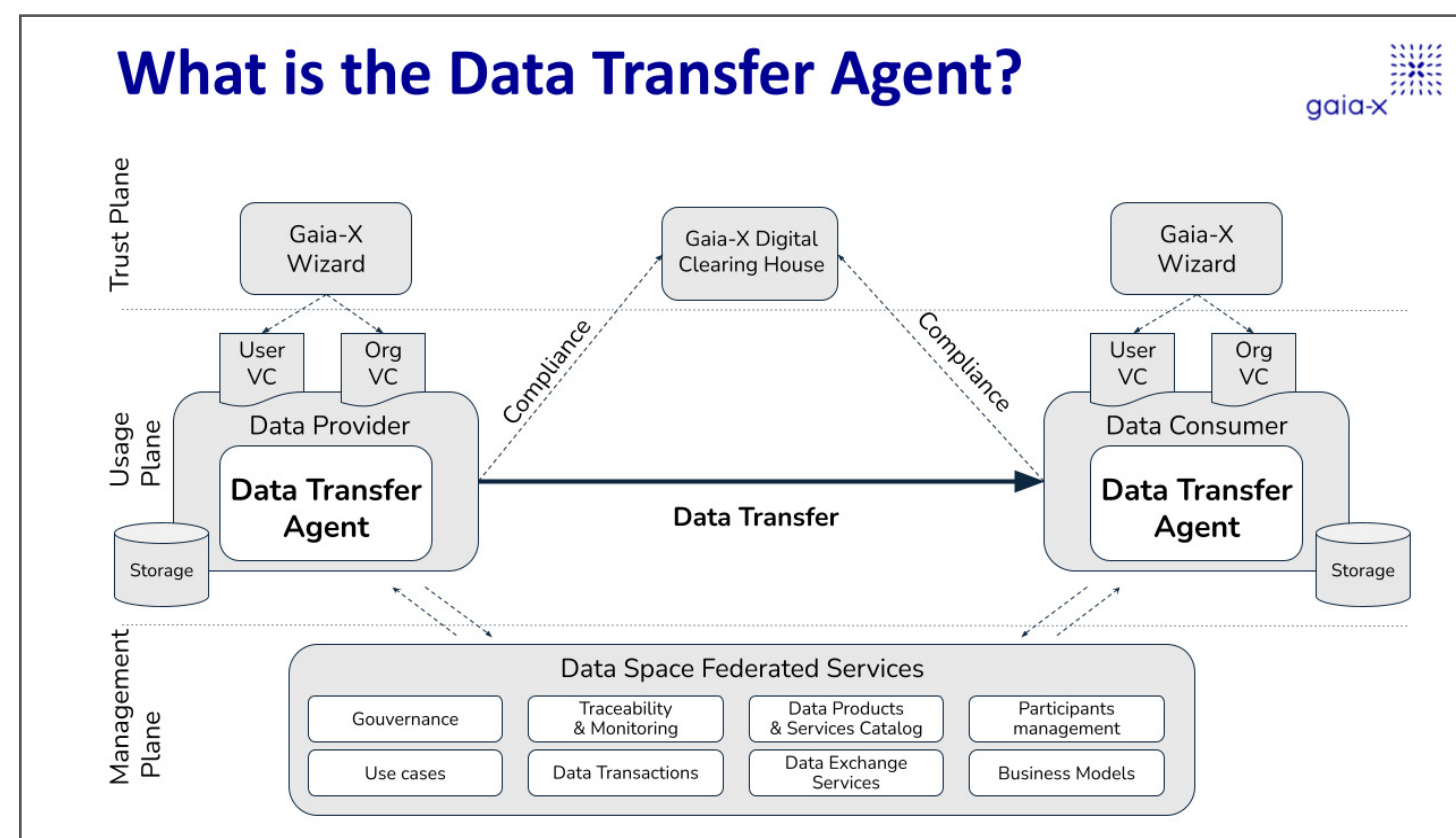 What is the Data Transfer Agent?
gaia-x
Trust Plane
Gaia-X
Wizard
Gaia-X Digital
Clearing House
Gaia-X
Wizard
Usage
Plane
User
VC
Org
VC
Compliance
Compliance
User
VC
Org
VC
Data Provider
Data Transfer
Agent
Storage
Data Transfer
Data Consumer
Data Transfer
Agent
Storage
Management
Plane
Data Space Federated Services
Gouvernance
Traceability
& Monitoring
Data Products
& Services Catalog
Participants
management
Use cases
Data Transactions
Data Exchange
Services
Business Models